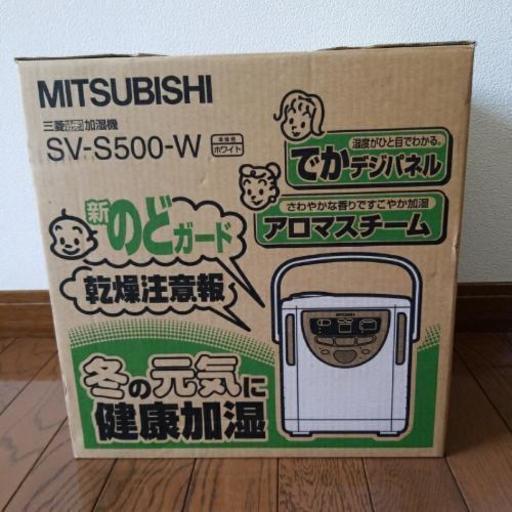 MITSUBISHI
三菱加湿機
SV-S500-W
ホワイト
湿度がひと目でわかる。
でかデジパネル
さわやかな香りですこやか加湿
アロマスチーム
新のどガード
乾燥注意報
冬の元気に
健康加湿
MITSUBISHI